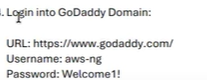 . Login into GoDaddy Domain:
URL: https://www.godaddy.com/
Username: aws-ng
Password: Welcome1!